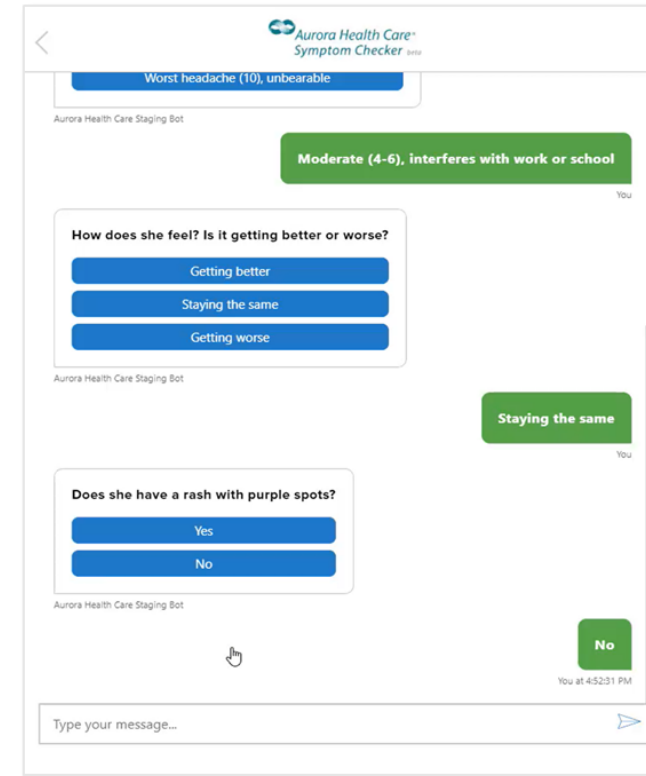 Aurora Health Care™
Symptom Checker beta
Worst headache (10), unbearable
Aurora Health Care Staging Bot
Moderate (4-6), interferes with work or school
You
How does she feel? Is it getting better or worse?
Getting better
Staying the same
Getting worse
Aurora Health Care Staging Bot
Staying the same
You
Does she have a rash with purple spots?
Yes
No
Aurora Health Care Staging Bot
No
You at 4:52:31 PM
Type your message...